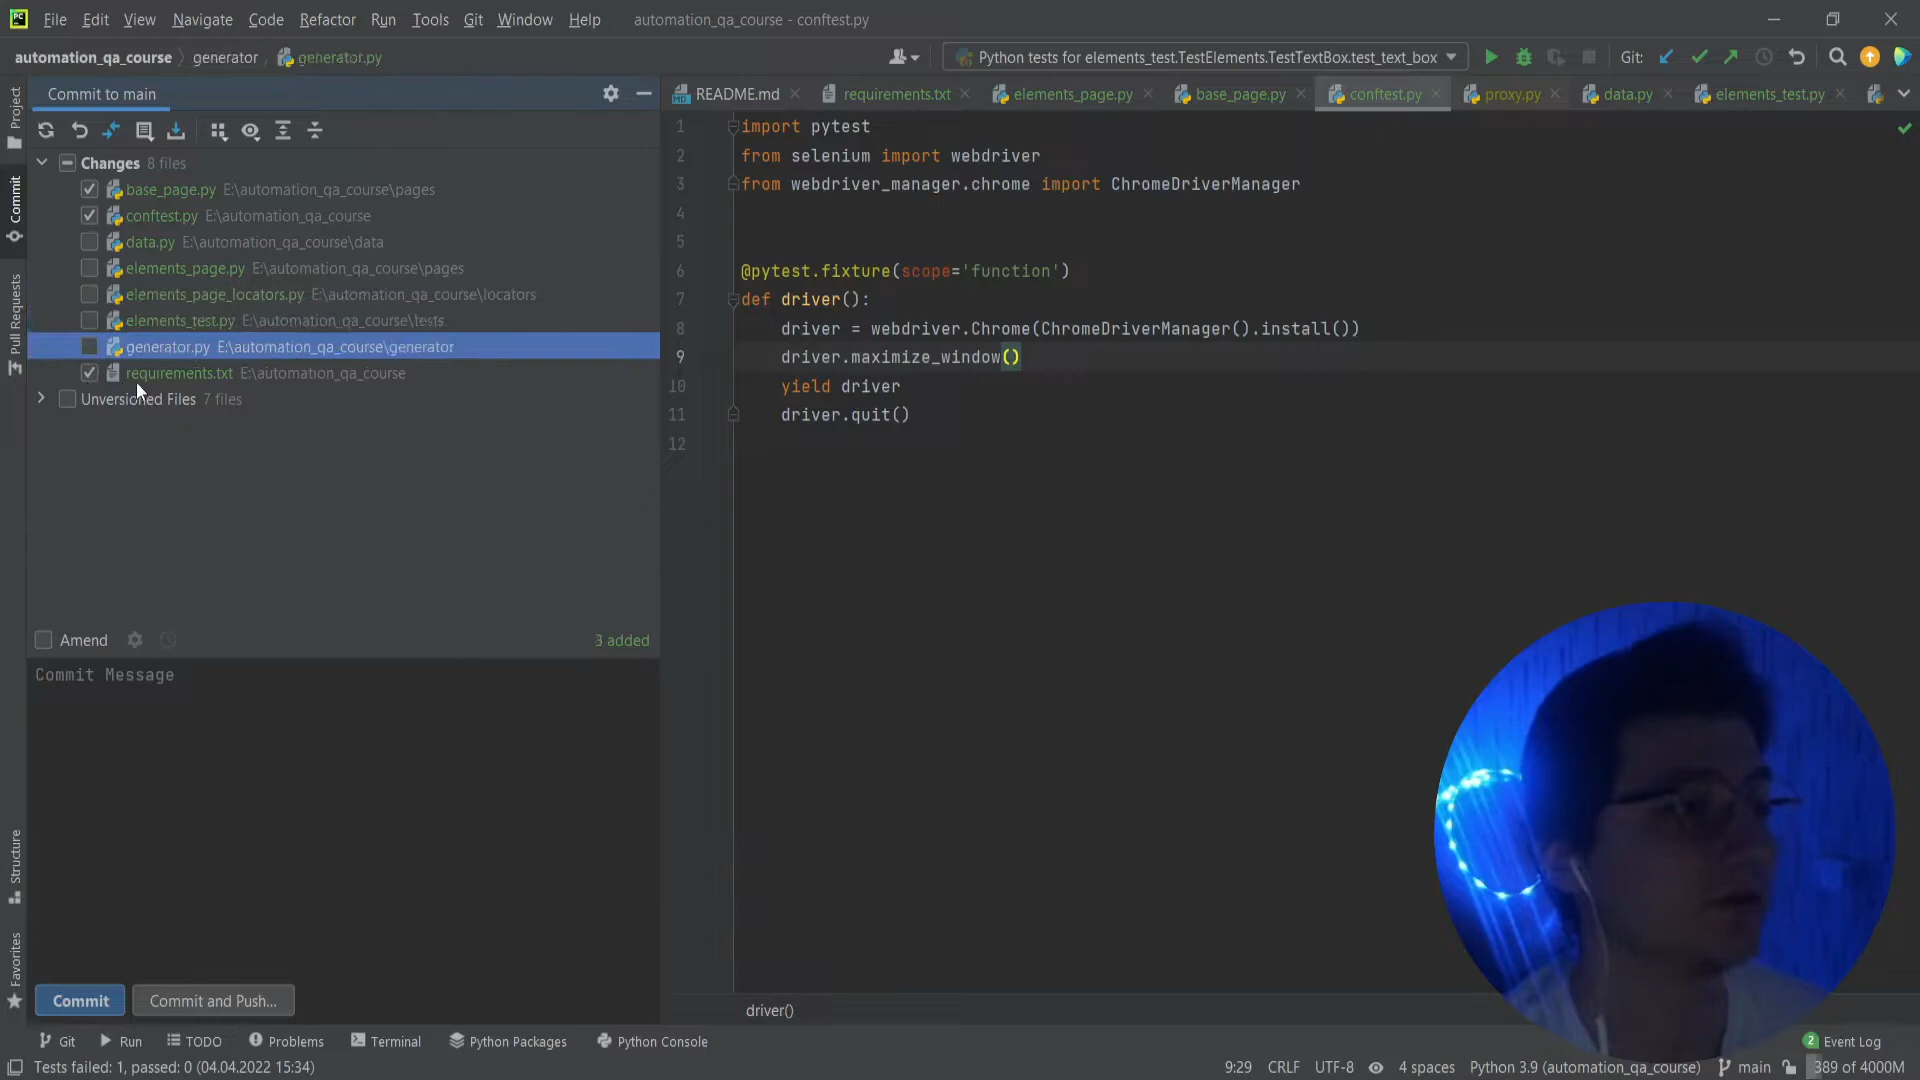 File Edit View Navigate Code Refactor Run Tools Git Window Help automation_qa_course - conftest.py
automation_qa_course generator generator.py Python tests for elements_test.TestElements.TestTextBox.test_text_box Git:
Commit to main
README.md requirements.txt elements_page.py base_page.py conftest.py proxy.py data.py elements_test.py
Project
Commit
Pull Requests
Structure
Favorites
Changes 8 files
base_page.py E:\automation_qa_course\pages
conftest.py E:\automation_qa_course
data.py E:\automation_qa_course\data
elements_page.py E:\automation_qa_course\pages
elements_page_locators.py E:\automation_qa_course\locators
elements_test.py E:\automation_qa_course\tests
generator.py E:\automation_qa_course\generator
requirements.txt E:\automation_qa_course
Unversioned Files 7 files
Amend 3 added
Commit Message
Commit Commit and Push...
1 import pytest
2 from selenium import webdriver
3 from webdriver_manager.chrome import ChromeDriverManager
4
5
6 @pytest.fixture(scope='function')
7 def driver():
8 driver = webdriver.Chrome(ChromeDriverManager().install())
9 driver.maximize_window()
10 yield driver
11 driver.quit()
12
driver()
Git Run TODO Problems Terminal Python Packages Python Console 2 Event Log
Tests failed: 1, passed: 0 (04.04.2022 15:34) 9:29 CRLF UTF-8 4 spaces Python 3.9 (automation_qa_course) main 389 of 4000M